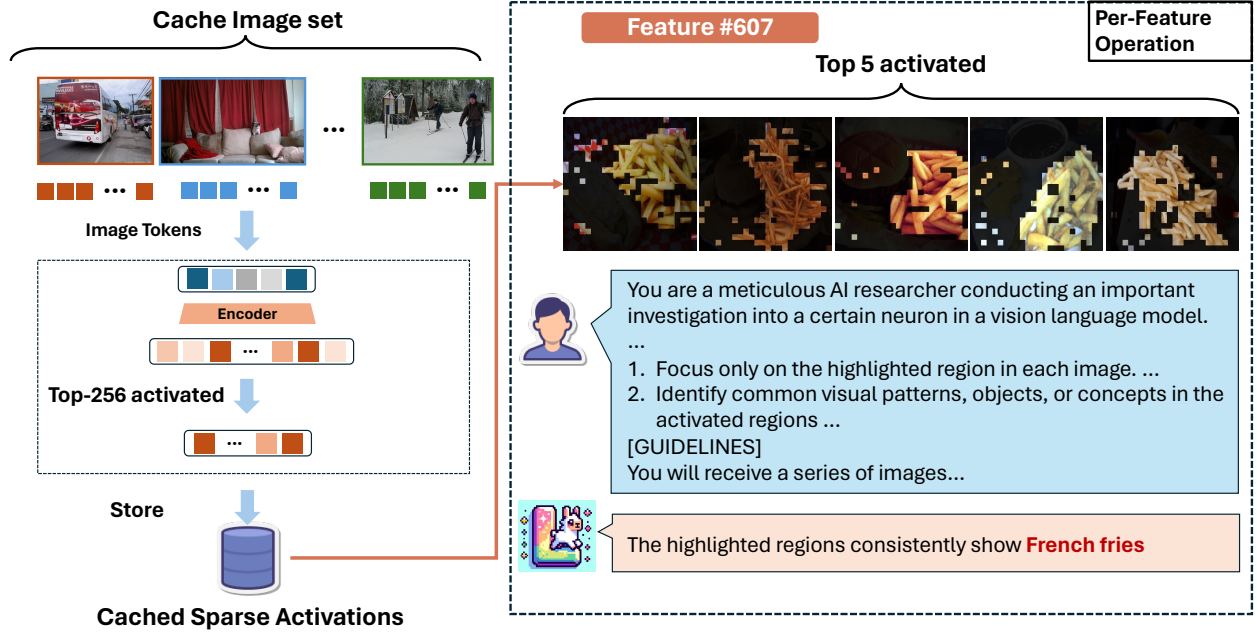 Cache Image set
...
Image Tokens
Encoder
...
Top-256 activated
...
Store
Cached Sparse Activations
Feature #607
Per-Feature
Operation
Top 5 activated
You are a meticulous AI researcher conducting an important
investigation into a certain neuron in a vision language model.
...
1. Focus only on the highlighted region in each image. ...
2. Identify common visual patterns, objects, or concepts in the
activated regions ...
[GUIDELINES]
You will receive a series of images...
The highlighted regions consistently show French fries